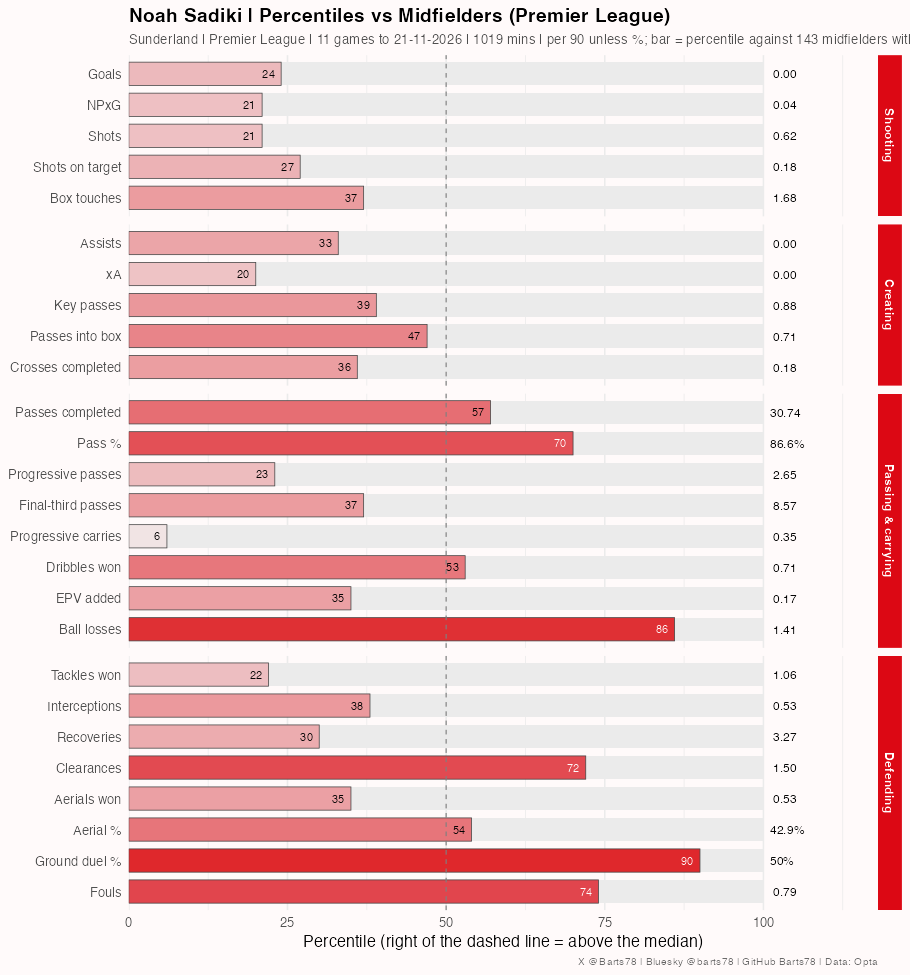 Noah Sadiki | Percentiles vs Midfielders (Premier League)
Sunderland | Premier League | 11 games to 21-11-2026 | 1019 mins | per 90 unless %; bar = percentile against 143 midfielders with
Shooting
Goals 24 0.00
NPxG 21 0.04
Shots 21 0.62
Shots on target 27 0.18
Box touches 37 1.68
Creating
Assists 33 0.00
xA 20 0.00
Key passes 39 0.88
Passes into box 47 0.71
Crosses completed 36 0.18
Passing & carrying
Passes completed 57 30.74
Pass % 70 86.6%
Progressive passes 23 2.65
Final-third passes 37 8.57
Progressive carries 6 0.35
Dribbles won 53 0.71
EPV added 35 0.17
Ball losses 86 1.41
Defending
Tackles won 22 1.06
Interceptions 38 0.53
Recoveries 30 3.27
Clearances 72 1.50
Aerials won 35 0.53
Aerial % 54 42.9%
Ground duel % 90 50%
Fouls 74 0.79
0 25 50 75 100
Percentile (right of the dashed line = above the median)
X @Barts78 | Bluesky @barts78 | GitHub Barts78 | Data: Opta